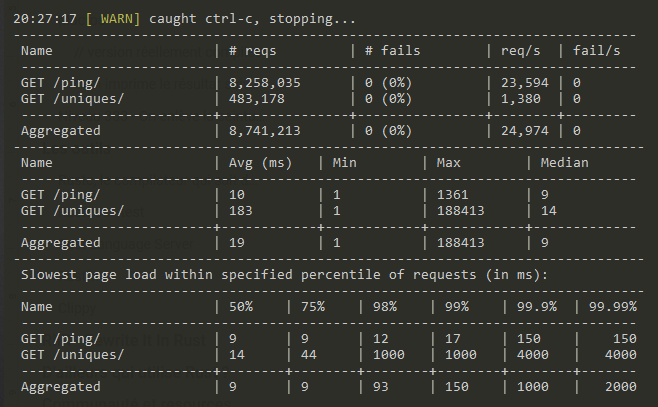 20:27:17 [ WARN] caught ctrl-c, stopping...
------------------------------------------------------------------------------
Name                    | # reqs         | # fails        | req/s  | fail/s
------------------------------------------------------------------------------
GET /ping/              | 8,258,035      | 0 (0%)         | 23,594 | 0
GET /uniques/           | 483,178        | 0 (0%)         | 1,380  | 0
------------------------+----------------+----------------+--------+----------
Aggregated              | 8,741,213      | 0 (0%)         | 24,974 | 0
------------------------------------------------------------------------------
Name                    | Avg (ms)   | Min        | Max        | Median
------------------------------------------------------------------------------
GET /ping/              | 10         | 1          | 1361       | 9
GET /uniques/           | 183        | 1          | 188413     | 14
------------------------+------------+------------+------------+--------------
Aggregated              | 19         | 1          | 188413     | 9
------------------------------------------------------------------------------
Slowest page load within specified percentile of requests (in ms):
------------------------------------------------------------------------------
Name                    | 50%    | 75%    | 98%    | 99%    | 99.9%  | 99.99%
------------------------------------------------------------------------------
GET /ping/              | 9      | 9      | 12     | 17     | 150    |    150
GET /uniques/           | 14     | 44     | 1000   | 1000   | 4000   |   4000
------------------------+--------+--------+--------+--------+--------+--------
Aggregated              | 9      | 9      | 93     | 150    | 1000   |   2000